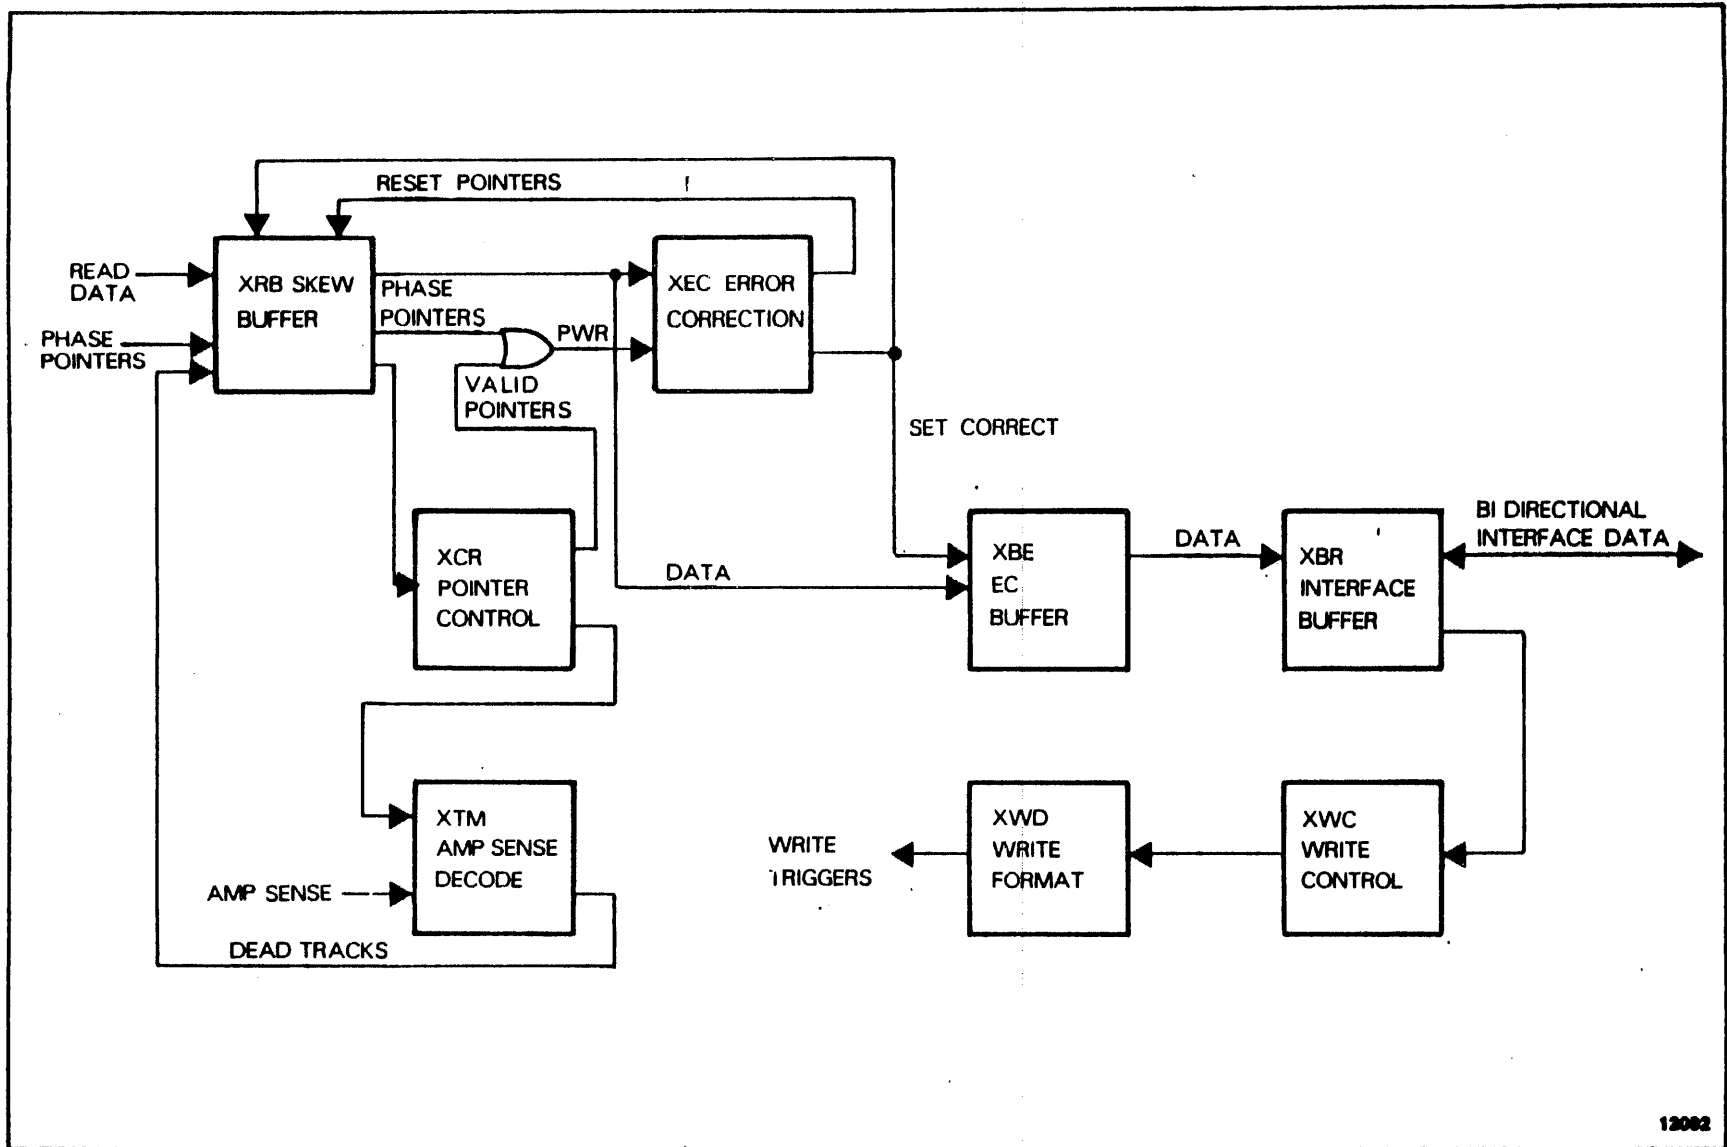 RESET POINTERS
READ
DATA
XRB SKEW
BUFFER
PHASE
POINTERS
XEC ERROR
CORRECTION
PHASE
POINTERS
PWR
VALID
POINTERS
SET CORRECT
XCR
POINTER
CONTROL
DATA
XBE
EC
BUFFER
DATA
XBR
INTERFACE
BUFFER
BI DIRECTIONAL
INTERFACE DATA
XTM
AMP SENSE
DECODE
AMP SENSE
DEAD TRACKS
WRITE
TRIGGERS
XWD
WRITE
FORMAT
XWC
WRITE
CONTROL
12082